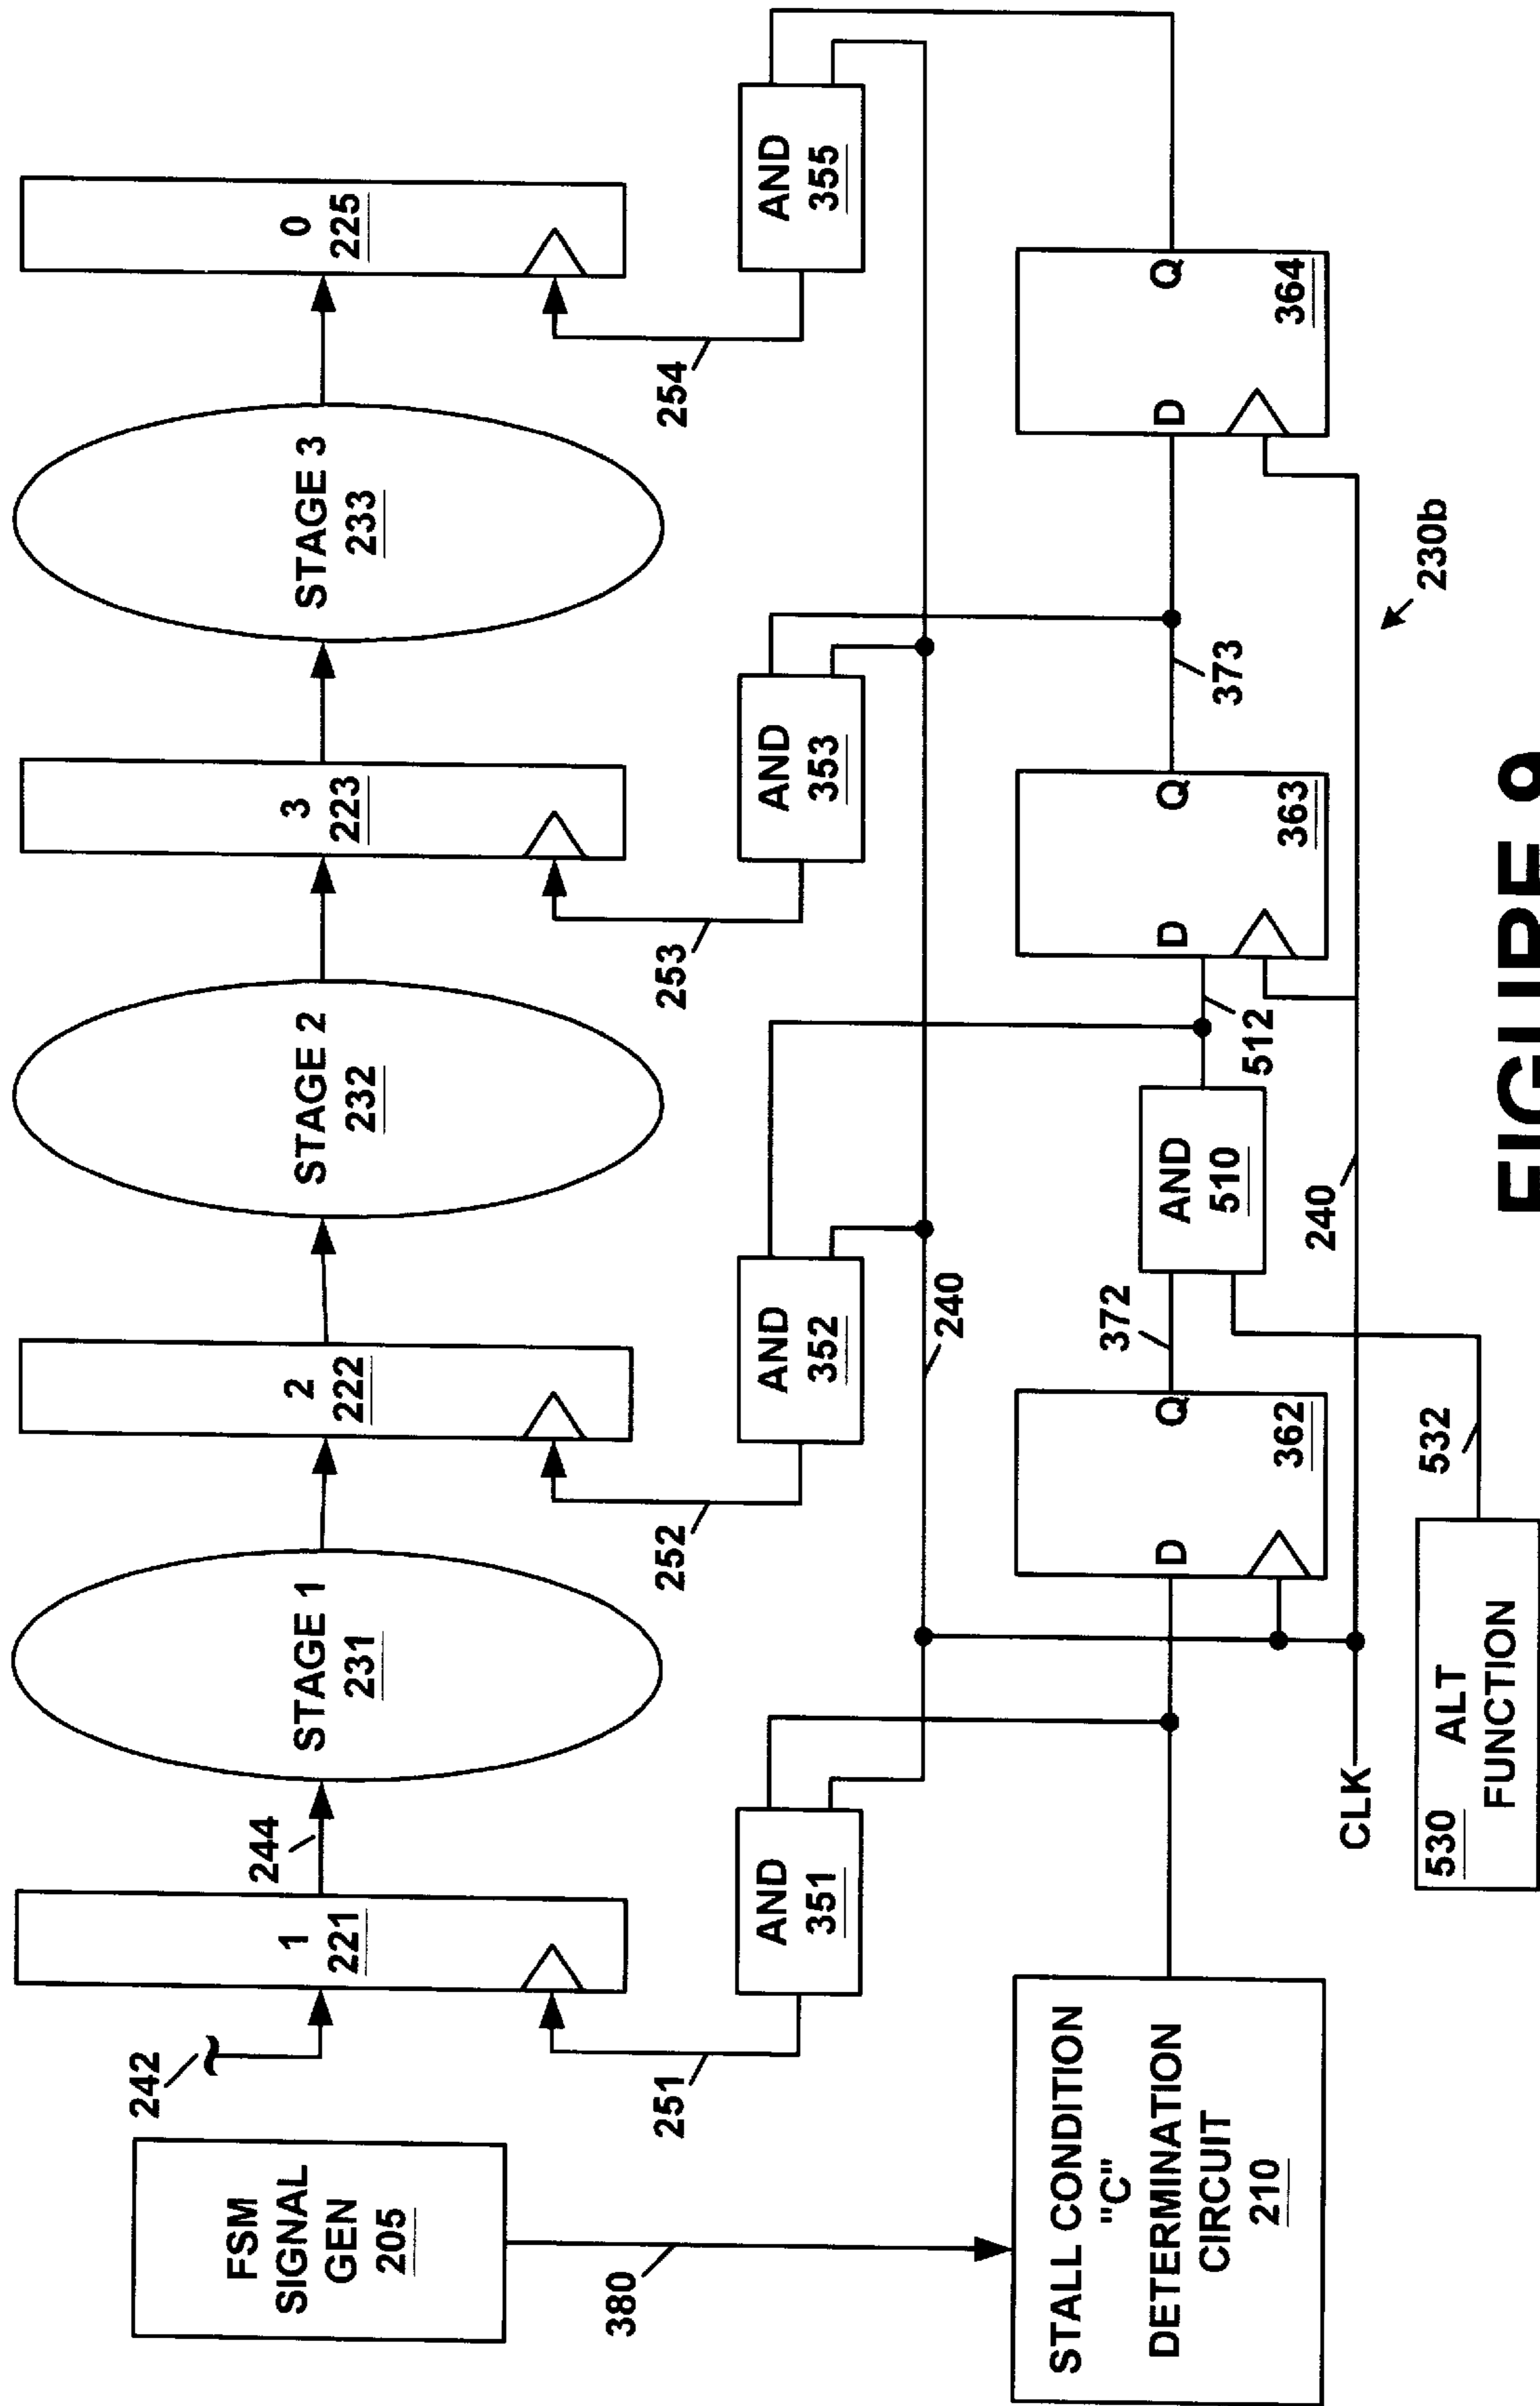 FSM
SIGNAL
GEN
205
242
1
221
244
STAGE 1
231
2
222
STAGE 2
232
3
223
STAGE 3
233
0
225
380
251
252
253
254
AND
351
AND
352
AND
353
AND
355
240
STALL CONDITION
"C"
DETERMINATION
CIRCUIT
210
D
Q
362
372
AND
510
512
D
Q
363
373
D
Q
364
CLK
240
230b
530
ALT
FUNCTION
532
FIGURE